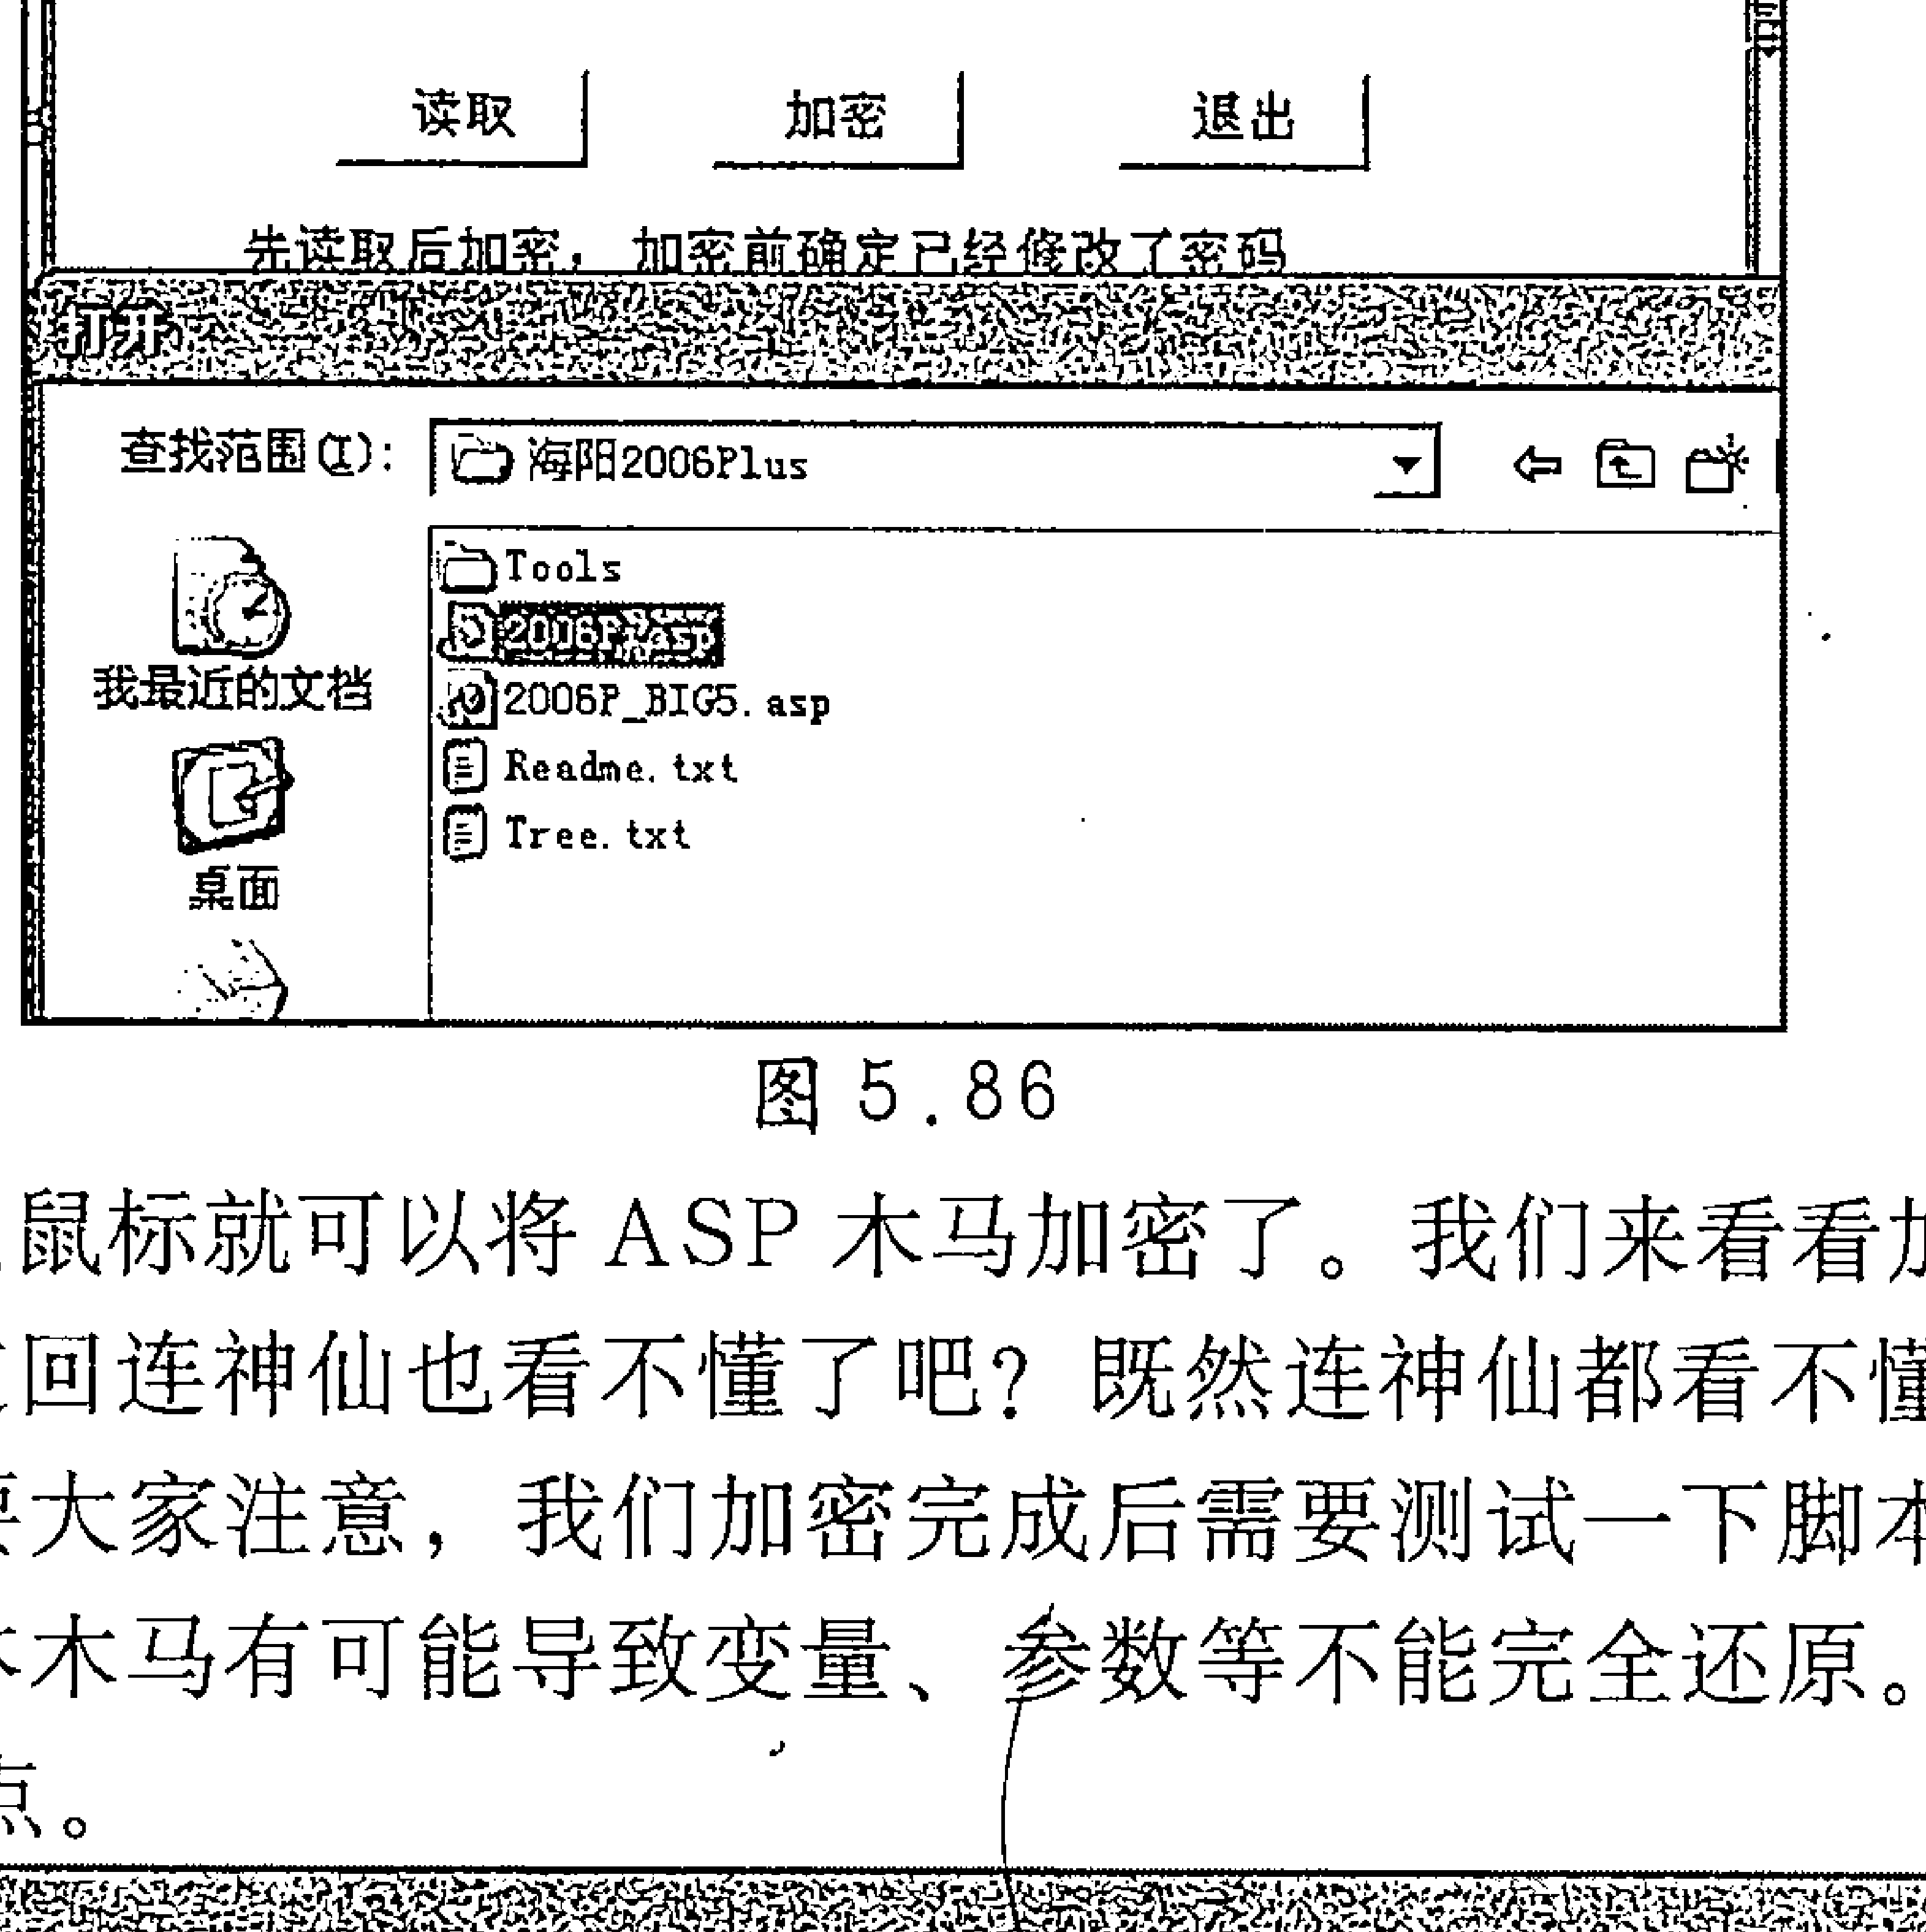 读取 加密 退出
先读取后加密，加密前确定已经修改了密码
打开
查找范围(I): 海阳2006Plus
Tools
2006P.asp
2006P_BIG5.asp
Readme.txt
Tree.txt
我最近的文档
桌面
图 5.86
鼠标就可以将 ASP 木马加密了。我们来看看加
回连神仙也看不懂了吧？既然连神仙都看不懂
要大家注意，我们加密完成后需要测试一下脚本
本木马有可能导致变量、参数等不能完全还原。
点。